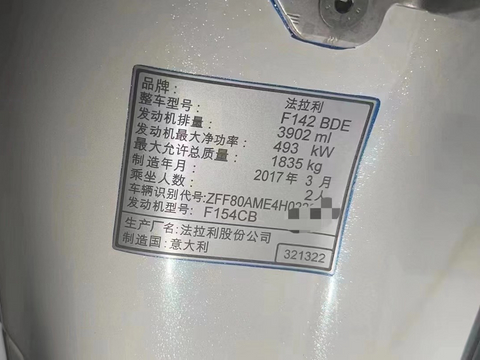 品牌: 法拉利
整车型号: F142 BDE
发动机排量: 3902 ml
发动机最大净功率: 493 kW
最大允许总质量: 1835 kg
制造年月: 2017 年 3 月
乘坐人数: 2人
车辆识别代号:ZFF80AME4H022
发动机型号: F154CB
生产厂名:法拉利股份公司
制造国:意大利
321322